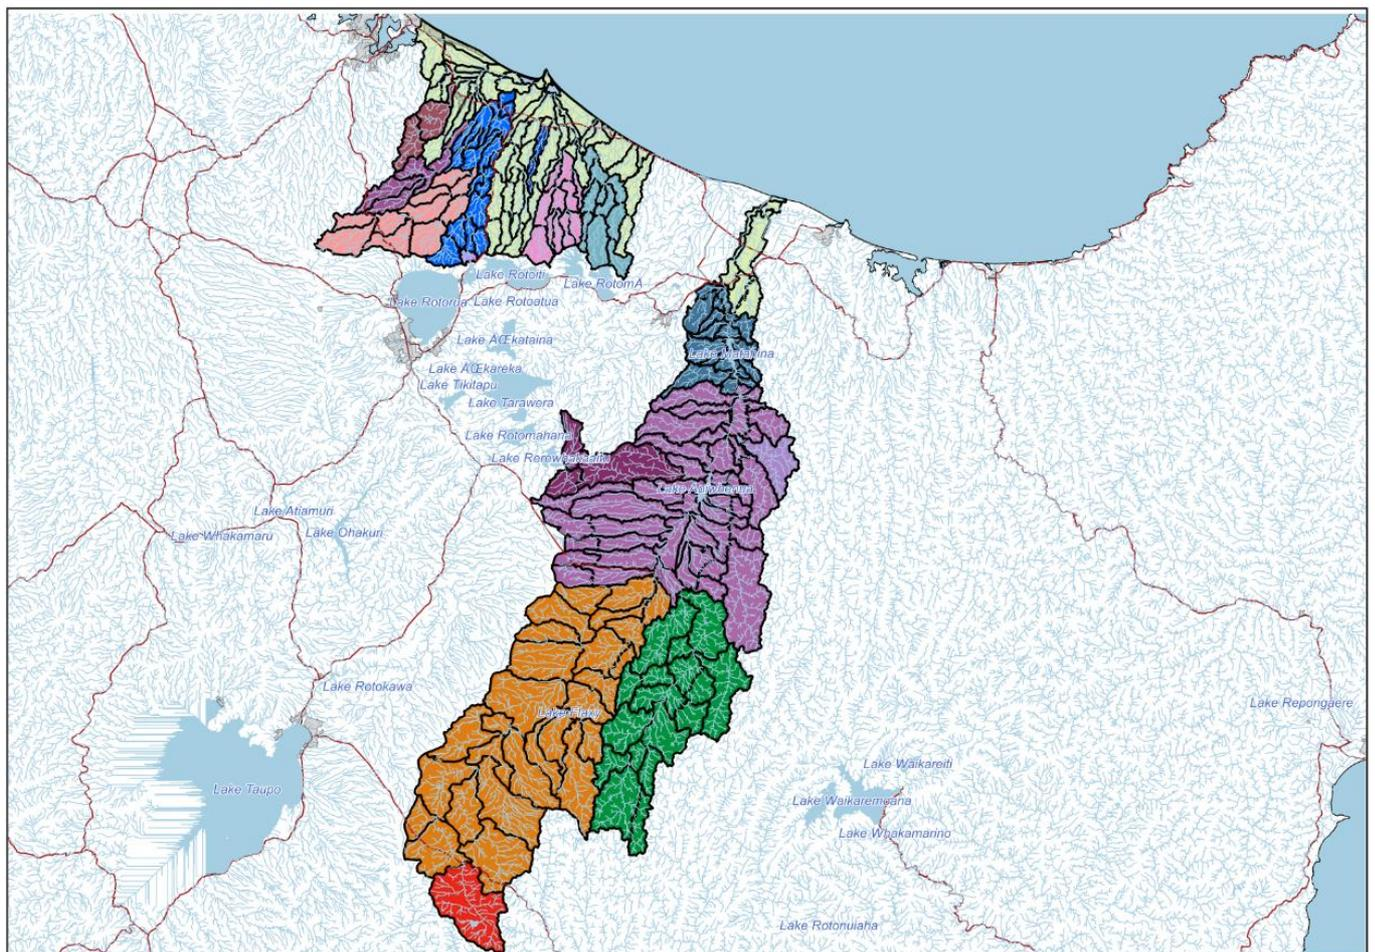 Lake Rotoiti
Lake RotomA
Lake Rotorua
Lake Rotoatua
Lake AŒkataina
Lake Matahina
Lake AŒkareka
Lake Tikitapu
Lake Tarawera
Lake Rotomahana
Lake Rerewhakaaitu
Lake Aniwhenua
Lake Atiamuri
Lake Whakamaru
Lake Ohakuri
Lake Rotokawa
Lake Flaxy
Lake Repongaere
Lake Waikareiti
Lake Taupo
Lake Waikaremoana
Lake Whakamarino
Lake Rotonuiaha